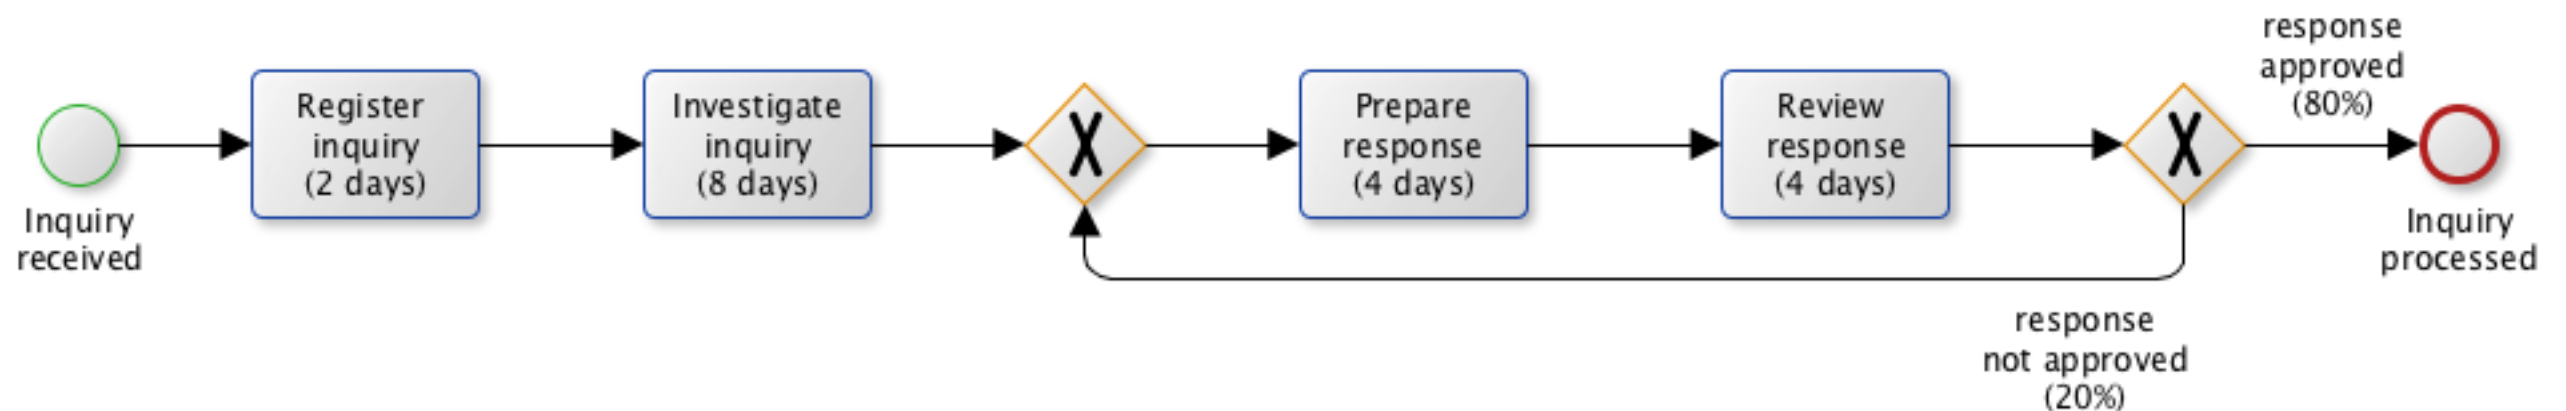 Inquiry
received
Register
inquiry
(2 days)
Investigate
inquiry
(8 days)
X
Prepare
response
(4 days)
Review
response
(4 days)
X
response
approved
(80%)
Inquiry
processed
response
not approved
(20%)